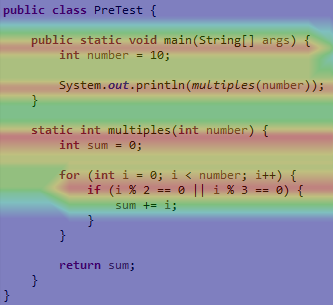 public class PreTest {
public static void main(String[] args) {
int number = 10;
System.out.println(multiples(number));
}
static int multiples(int number) {
int sum = 0;
for (int i = 0; i < number; i++) {
if (i % 2 == 0 || i % 3 == 0) {
sum += i;
}
}
return sum;
}
}